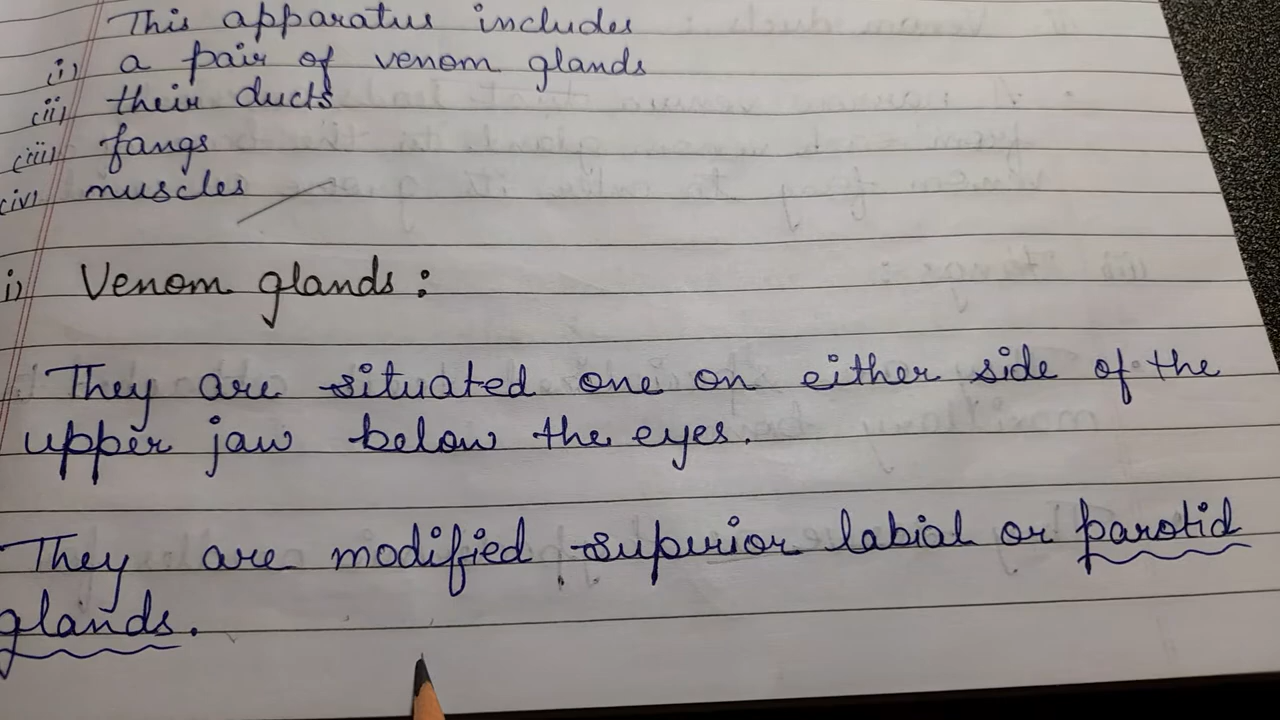 This apparatus includes
(i) a pair of venom glands
(ii) their ducts
(iii) fangs
(iv) muscles
i) Venom glands :
They are situated one on either side of the
upper jaw below the eyes.
They are modified superior labial or parotid
glands.